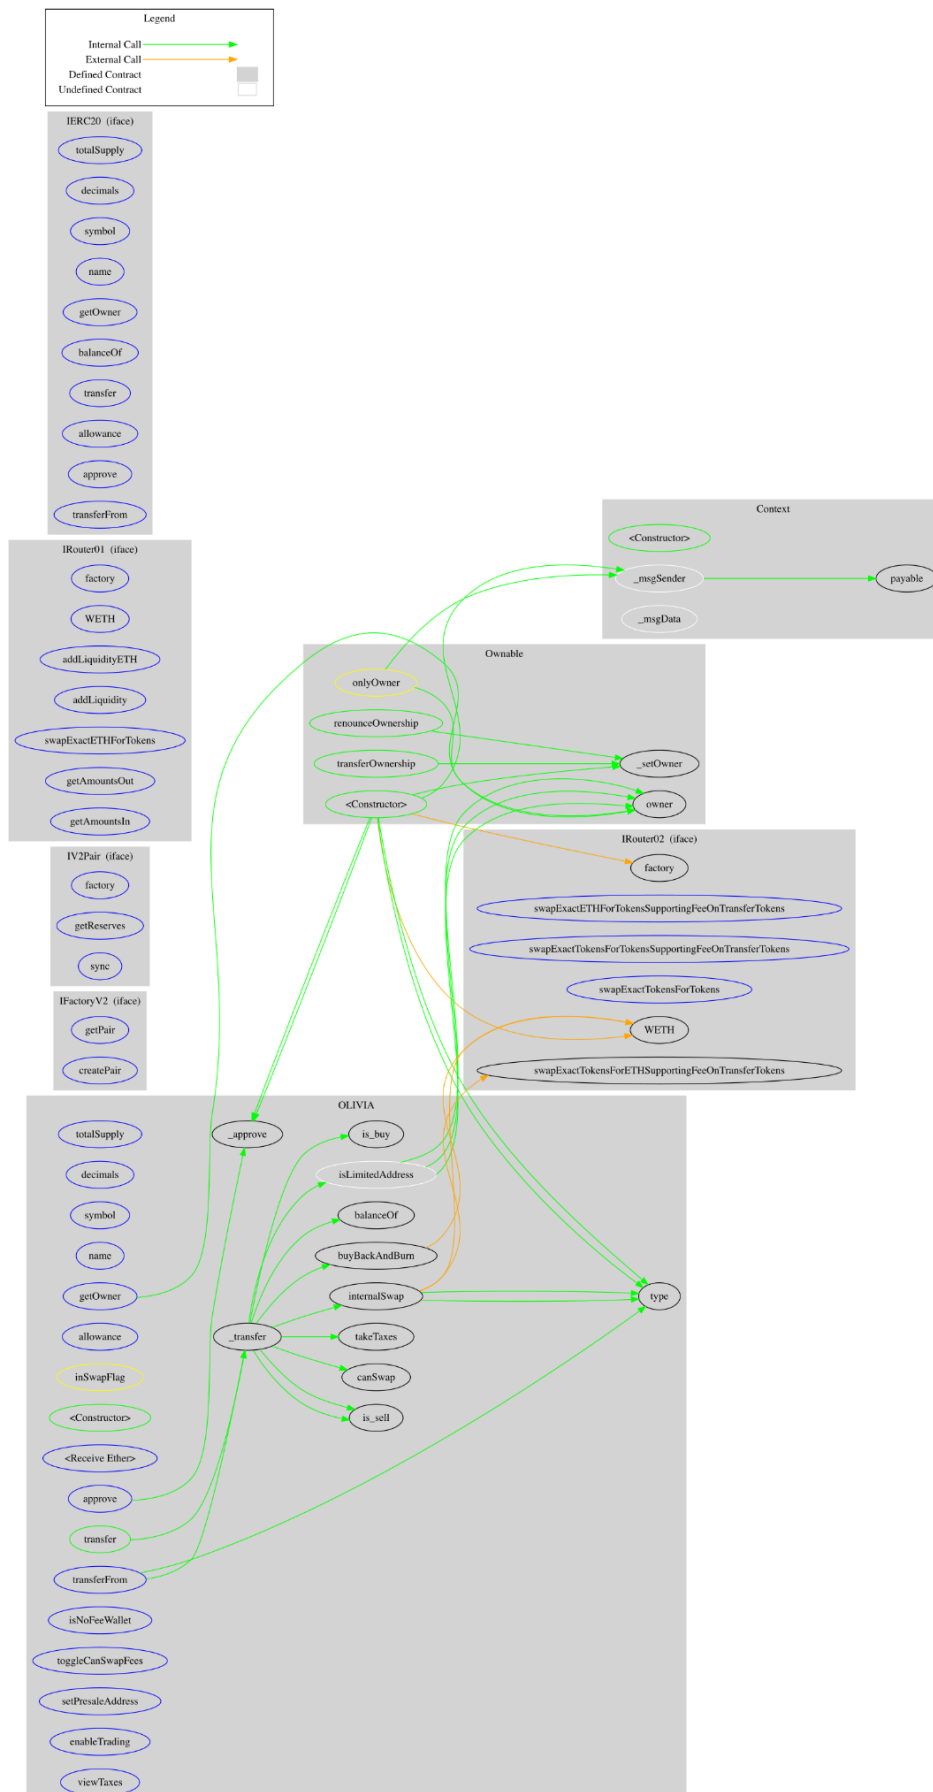 Legend
Internal Call
External Call
Defined Contract
Undefined Contract
IERC20 (iface)
totalSupply
decimals
symbol
name
getOwner
balanceOf
transfer
allowance
approve
transferFrom
IRouter01 (iface)
factory
WETH
addLiquidityETH
addLiquidity
swapExactETHForTokens
getAmountsOut
getAmountsIn
IV2Pair (iface)
factory
getReserves
sync
IFactoryV2 (iface)
getPair
createPair
Context
<Constructor>
_msgSender
payable
_msgData
Ownable
onlyOwner
renounceOwnership
transferOwnership
_setOwner
<Constructor>
owner
IRouter02 (iface)
factory
swapExactETHForTokensSupportingFeeOnTransferTokens
swapExactTokensForTokensSupportingFeeOnTransferTokens
swapExactTokensForTokens
WETH
swapExactTokensForETHSupportingFeeOnTransferTokens
OLIVIA
totalSupply
_approve
is_buy
decimals
isLimitedAddress
symbol
balanceOf
name
buyBackAndBurn
getOwner
internalSwap
type
allowance
_transfer
takeTaxes
inSwapFlag
canSwap
<Constructor>
is_sell
<Receive Ether>
approve
transfer
transferFrom
isNoFeeWallet
toggleCanSwapFees
setPresaleAddress
enableTrading
viewTaxes